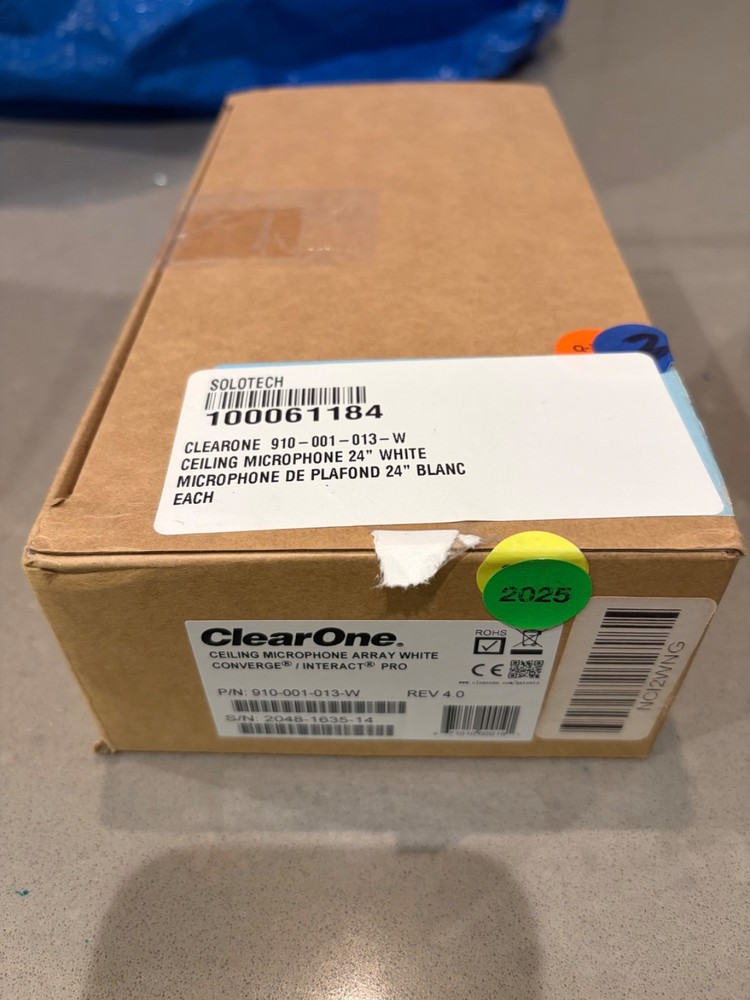 SOLOTECH
100061184
CLEARONE 910-001-013-W
CEILING MICROPHONE 24" WHITE
MICROPHONE DE PLAFOND 24" BLANC
EACH
2025
ClearOne®
CEILING MICROPHONE ARRAY WHITE
CONVERGE® / INTERACT® PRO
P/N: 910-001-013-W REV 4.0
S/N: 2048-1635-14
ROHS
CE
NCI2WNG